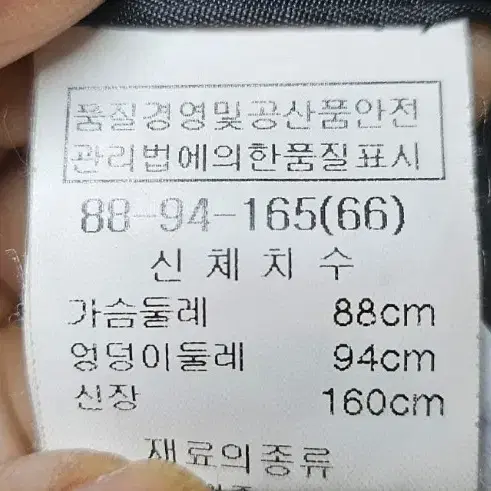 품질경영및공산품안전
관리법에의한품질표시
88-94-165(66)
신체치수
가슴둘레 88cm
엉덩이둘레 94cm
신장 160cm
재료의종류